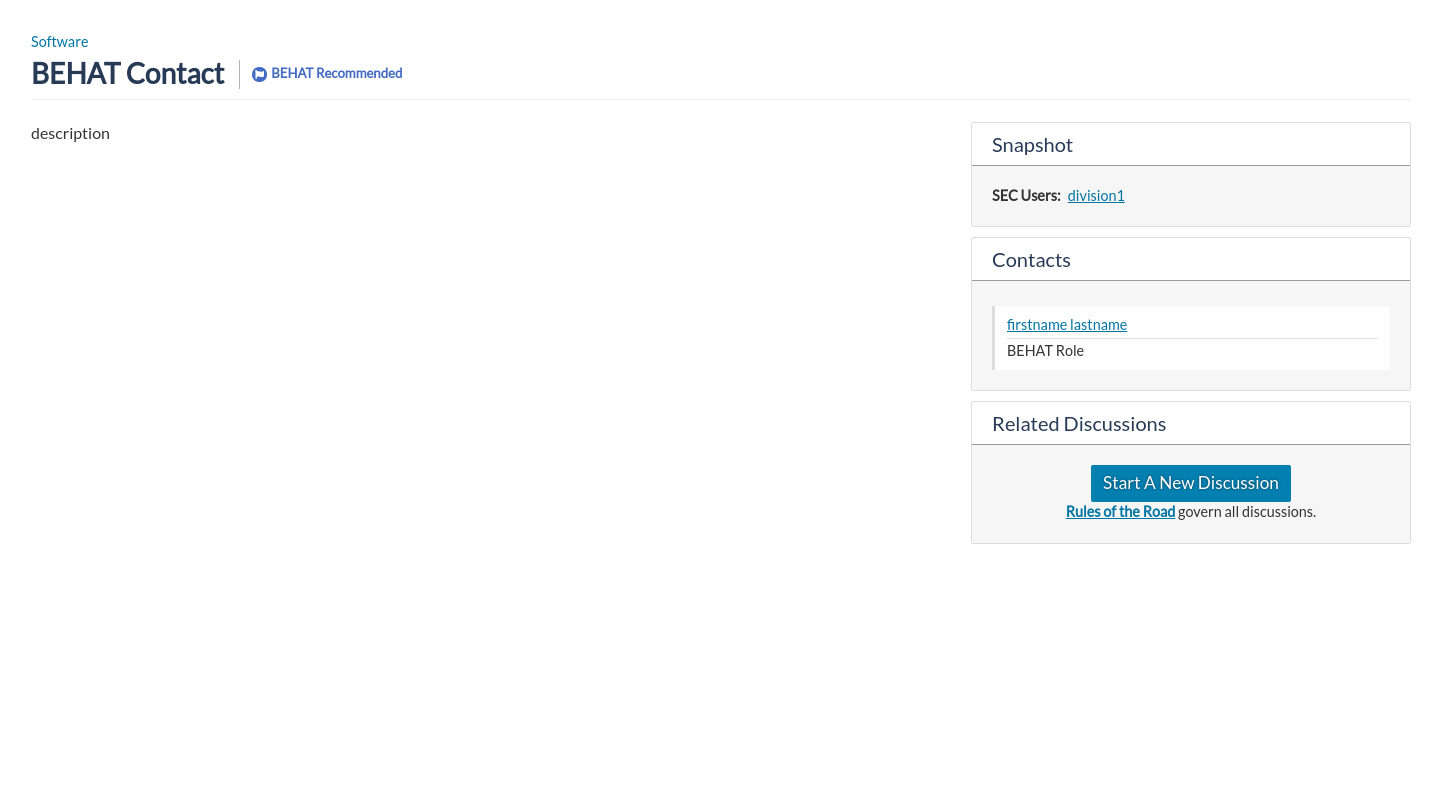 Software
BEHAT Contact
BEHAT Recommended
description
Snapshot
SEC Users: division1
Contacts
firstname lastname
BEHAT Role
Related Discussions
Start A New Discussion
Rules of the Road govern all discussions.